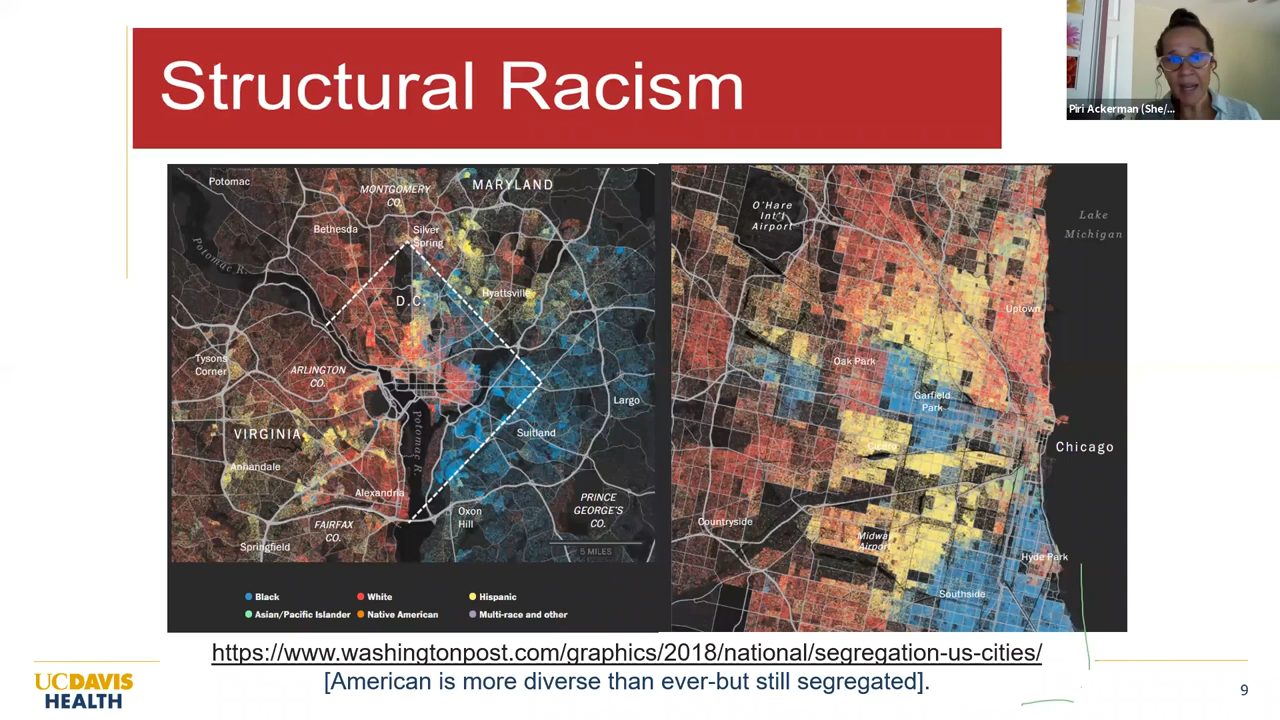 Structural Racism
Piri Ackerman (She/...
Potomac
MONTGOMERY
CO.
MARYLAND
Bethesda
Silver
Spring
Potomac R.
D.C.
Hyattsville
Tysons
Corner
ARLINGTON
CO.
Largo
VIRGINIA
Potomac R.
Suitland
Annandale
Alexandria
PRINCE
GEORGE'S
CO.
Oxon
Hill
FAIRFAX
CO.
Springfield
5 MILES
Black
White
Hispanic
Asian/Pacific Islander
Native American
Multi-race and other
O'Hare
Int'l
Airport
Lake
Michigan
Uptown
Oak Park
Garfield
Park
Cicero
Chicago
Countryside
Midway
Airport
Hyde Park
Southside
https://www.washingtonpost.com/graphics/2018/national/segregation-us-cities/
[American is more diverse than ever-but still segregated].
UCDAVIS
HEALTH
9